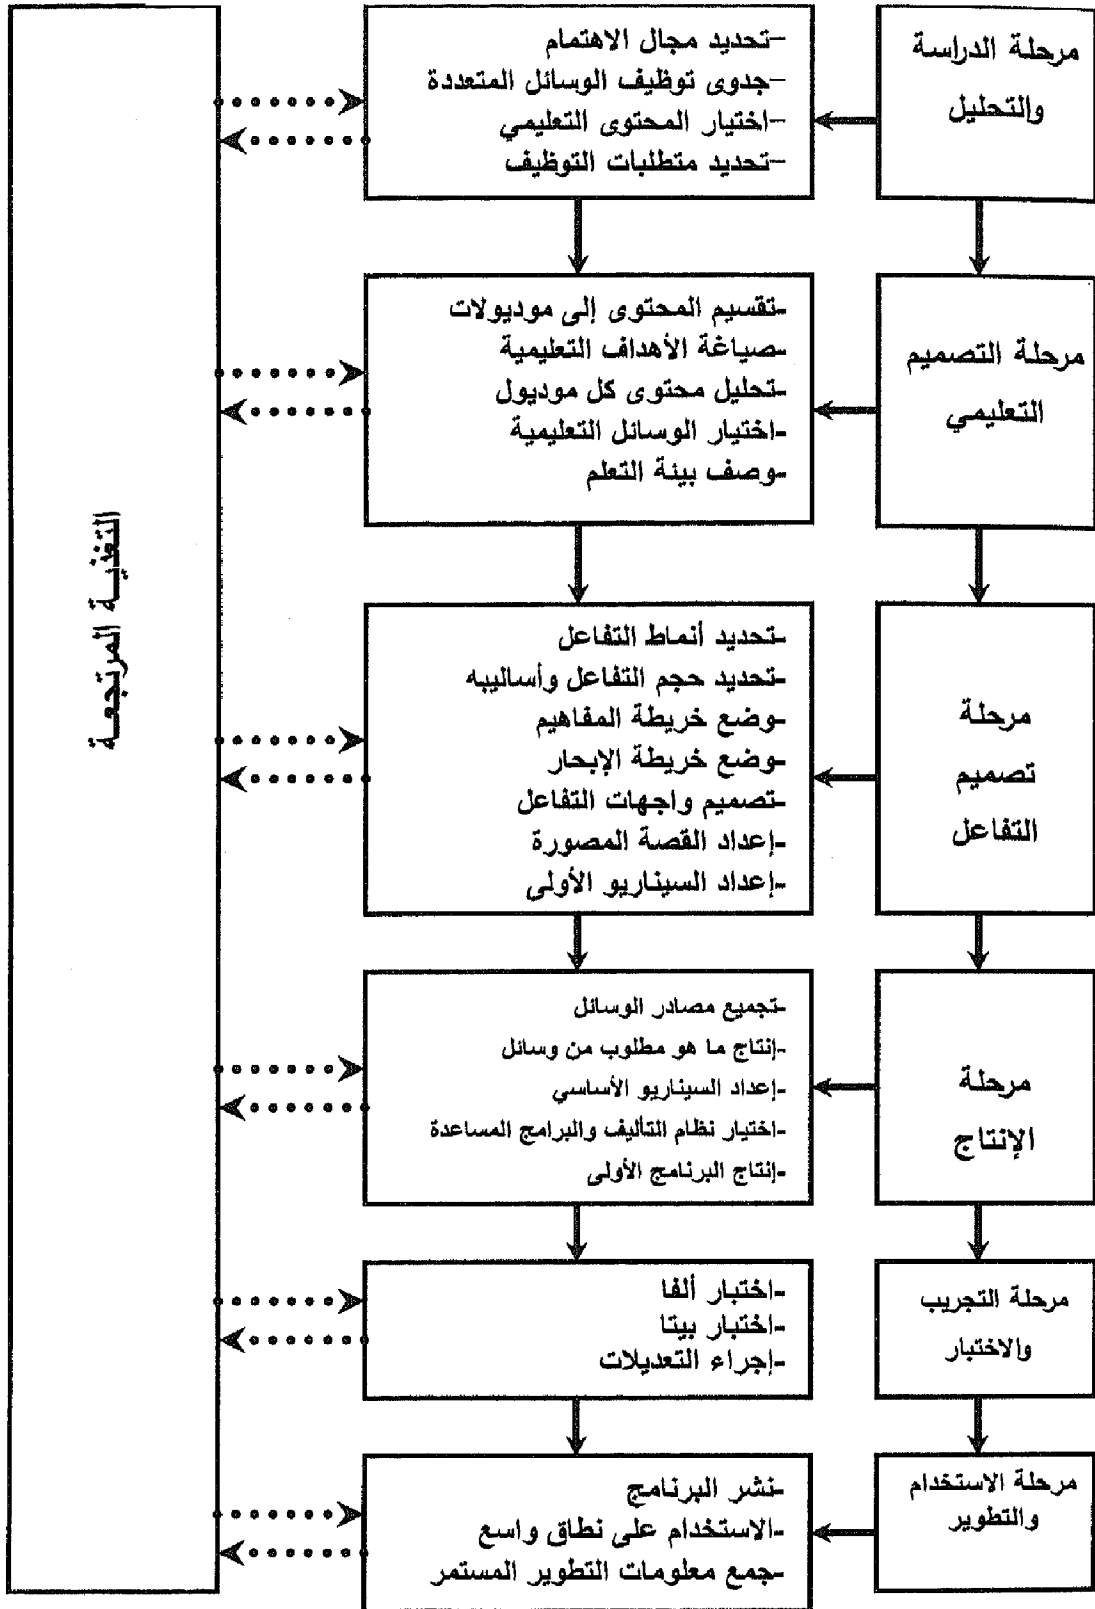 مرحلة الدراسة
والتحليل
-تحديد مجال الاهتمام
-جدوى توظيف الوسائل المتعددة
-اختيار المحتوى التعليمي
-تحديد متطلبات التوظيف
مرحلة التصميم
التعليمي
-تقسيم المحتوى إلى موديولات
-صياغة الأهداف التعليمية
-تحليل محتوى كل موديول
-اختيار الوسائل التعليمية
-وصف بيئة التعلم
مرحلة
تصميم
التفاعل
-تحديد أنماط التفاعل
-تحديد حجم التفاعل وأساليبه
-وضع خريطة المفاهيم
-وضع خريطة الإبحار
-تصميم واجهات التفاعل
-إعداد القصة المصورة
-إعداد السيناريو الأولى
مرحلة
الإنتاج
-تجميع مصادر الوسائل
-إنتاج ما هو مطلوب من وسائل
-إعداد السيناريو الأساسي
-اختيار نظام التأليف والبرامج المساعدة
-إنتاج البرنامج الأولى
مرحلة التجريب
والاختبار
-اختبار ألفا
-اختبار بيتا
-إجراء التعديلات
مرحلة الاستخدام
والتطوير
-نشر البرنامج
-الاستخدام على نطاق واسع
-جمع معلومات التطوير المستمر
التغذية المرتجعة